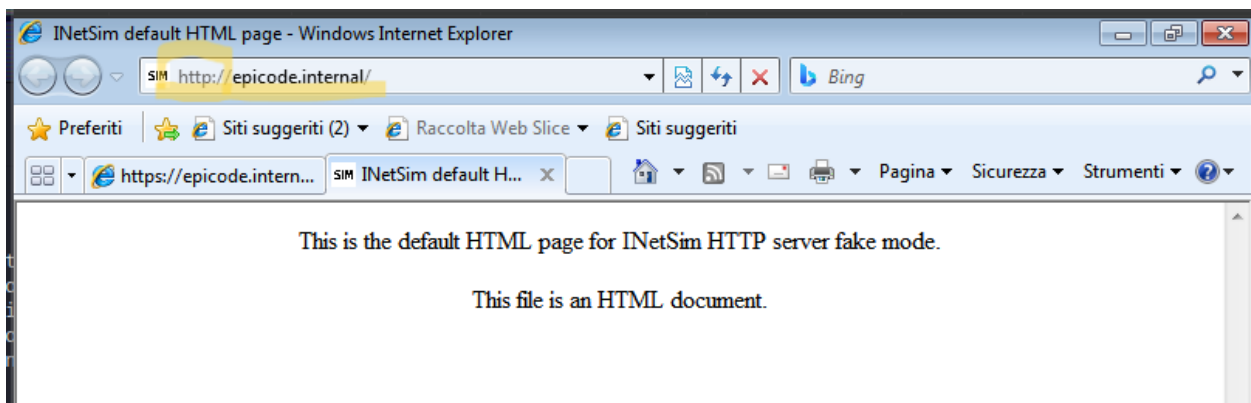 INetSim default HTML page - Windows Internet Explorer
SIM http://epicode.internal/ Bing
Preferiti Siti suggeriti (2) Raccolta Web Slice Siti suggeriti
https://epicode.intern... SIM INetSim default H... X Pagina Sicurezza Strumenti
This is the default HTML page for INetSim HTTP server fake mode.
This file is an HTML document.